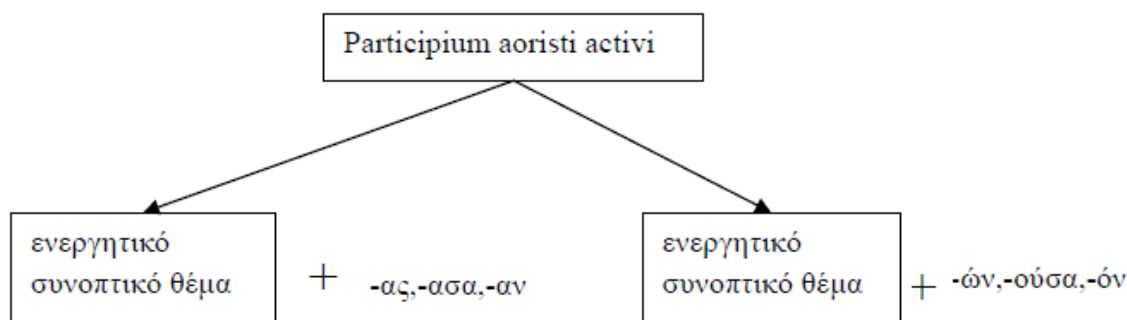 Participium aoristi activi
ενεργητικό
συνοπτικό θέμα
+ -ας,-ασα,-αν
ενεργητικό
συνοπτικό θέμα
+ -ών,-ούσα,-όν